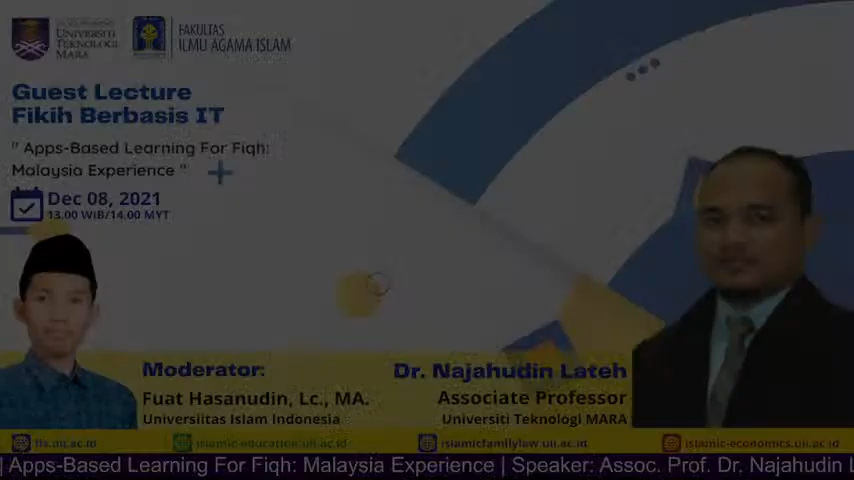 UNIVERSITI
TEKNOLOGI
MARA
FAKULTAS
ILMU AGAMA ISLAM
Guest Lecture
Fikih Berbasis IT
" Apps-Based Learning For Fiqh:
Malaysia Experience "
Dec 08, 2021
13.00 WIB/14.00 MYT
Moderator:
Fuat Hasanudin, Lc., MA.
Universiitas Islam Indonesia
Dr. Najahudin Lateh
Associate Professor
Universiti Teknologi MARA
fis.uii.ac.id
islamic-education.uii.ac.id
islamicfamilylaw.uii.ac.id
islamic-economics.uii.ac.id
| Apps-Based Learning For Fiqh: Malaysia Experience | Speaker: Assoc. Prof. Dr. Najahudin L